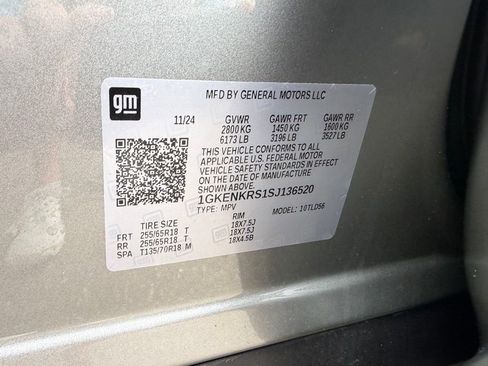 gm
MFD BY GENERAL MOTORS LLC
11/24 GVWR GAWR FRT GAWR RR
2800 KG 1450 KG 1600 KG
6173 LB 3196 LB 3527 LB
THIS VEHICLE CONFORMS TO ALL
APPLICABLE U.S. FEDERAL MOTOR
VEHICLE SAFETY STANDARDS IN EFFECT
ON THE DATE OF MANUFACTURE
SHOWN ABOVE.
1GKENKRS1SJ136520
TYPE: MPV MODEL: 10TLD56
TIRE SIZE RIM
FRT 255/65R18 T 18X7.5J
RR 255/65R18 T 18X7.5J
SPA T135/70R18 M 18X4.5B